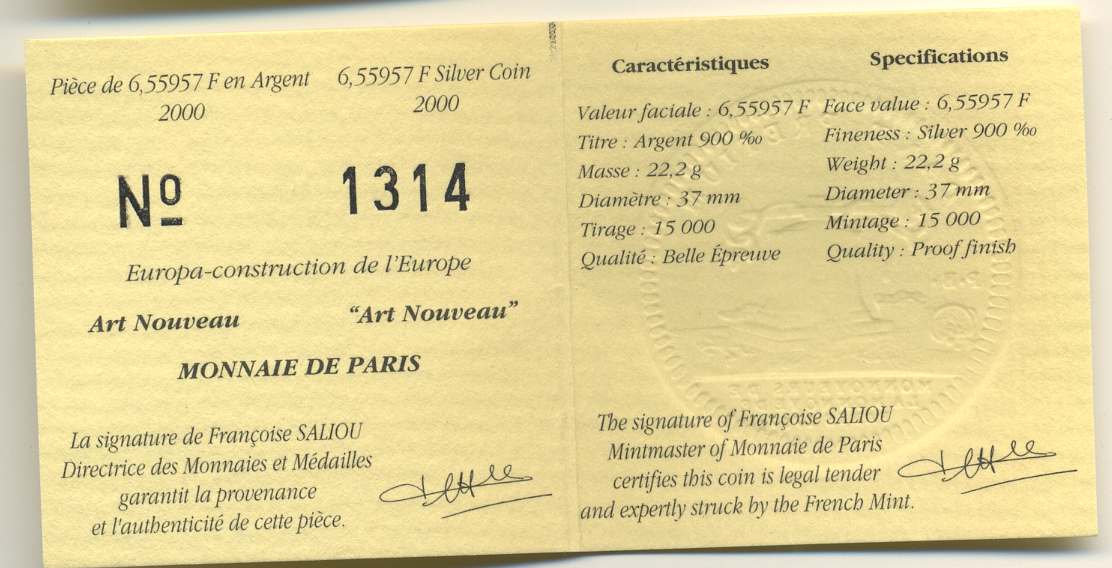 Pièce de 6,55957 F en Argent
2000
6,55957 F Silver Coin
2000
Nº 1314
Europa-construction de l'Europe
Art Nouveau "Art Nouveau"
MONNAIE DE PARIS
La signature de Françoise SALIOU
Directrice des Monnaies et Médailles
garantit la provenance
et l'authenticité de cette pièce.
Caractéristiques
Valeur faciale : 6,55957 F
Titre : Argent 900 ‰
Masse : 22,2 g
Diamètre : 37 mm
Tirage : 15 000
Qualité : Belle Épreuve
Specifications
Face value : 6,55957 F
Fineness : Silver 900 ‰
Weight : 22,2 g
Diameter : 37 mm
Mintage : 15 000
Quality : Proof finish
The signature of Françoise SALIOU
Mintmaster of Monnaie de Paris
certifies this coin is legal tender
and expertly struck by the French Mint.